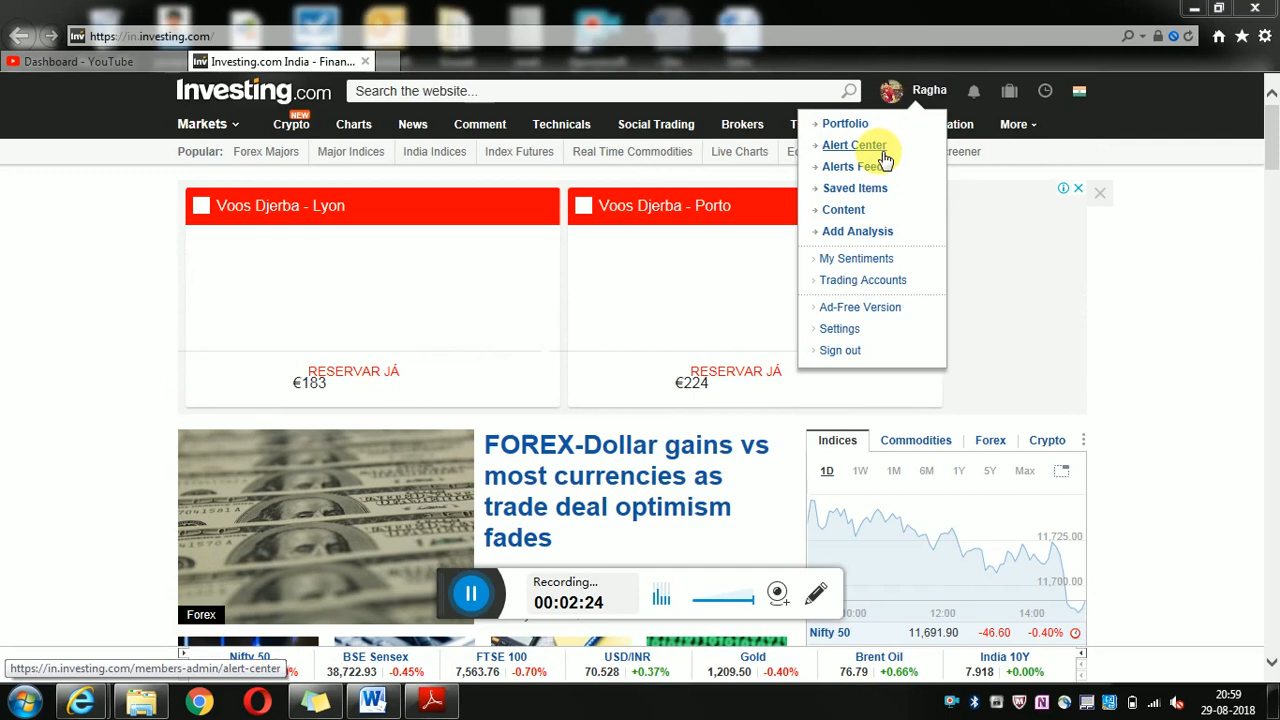 https://in.investing.com/
Dashboard - YouTube
Inv Investing.com India - Finan...
Investing.com
Search the website...
Ragha
Markets
NEW
Crypto
Charts
News
Comment
Technicals
Social Trading
Brokers
More
Popular:
Forex Majors
Major Indices
India Indices
Index Futures
Real Time Commodities
Live Charts
Portfolio
Alert Center
Alerts Feed
Saved Items
Content
Add Analysis
My Sentiments
Trading Accounts
Ad-Free Version
Settings
Sign out
Voos Djerba - Lyon
RESERVAR JÁ
€183
Voos Djerba - Porto
RESERVAR JÁ
€224
Forex
FOREX-Dollar gains vs
most currencies as
trade deal optimism
fades
Indices
Commodities
Forex
Crypto
1D
1W
1M
6M
1Y
5Y
Max
11,725.00
11,700.00
10:00
12:00
14:00
Nifty 50 11,691.90 -46.60 -0.40%
Recording...
00:02:24
Nifty 50
BSE Sensex
38,722.93 -0.45%
FTSE 100
7,563.76 -0.70%
USD/INR
70.528 +0.37%
Gold
-0.40%
Brent Oil
76.79 +0.66%
India 10Y
7.918 +0.00%
https://in.investing.com/members-admin/alert-center
20:59
29-08-2018